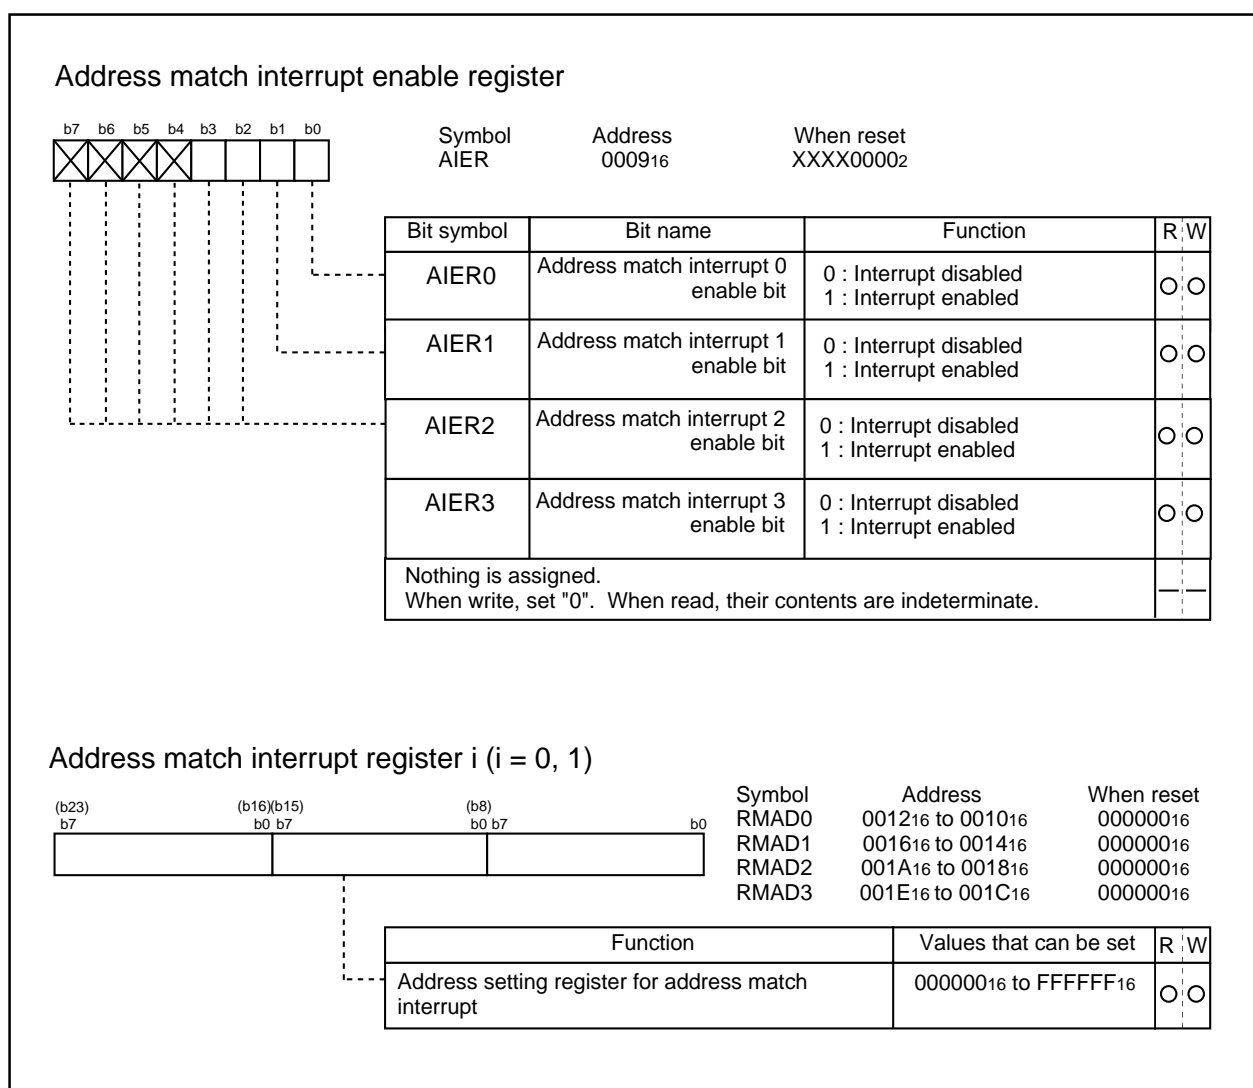 Address match interrupt enable register
b7 b6 b5 b4 b3 b2 b1 b0
Symbol Address When reset
AIER 000916 XXXX00002
Bit symbol Bit name Function R W
AIER0 Address match interrupt 0 enable bit 0 : Interrupt disabled
1 : Interrupt enabled
AIER1 Address match interrupt 1 enable bit 0 : Interrupt disabled
1 : Interrupt enabled
AIER2 Address match interrupt 2 enable bit 0 : Interrupt disabled
1 : Interrupt enabled
AIER3 Address match interrupt 3 enable bit 0 : Interrupt disabled
1 : Interrupt enabled
Nothing is assigned.
When write, set "0". When read, their contents are indeterminate.
Address match interrupt register i (i = 0, 1)
(b23) (b16)(b15) (b8)
b7 b0 b7 b0 b7 b0
Symbol Address When reset
RMAD0 001216 to 001016 00000016
RMAD1 001616 to 001416 00000016
RMAD2 001A16 to 001816 00000016
RMAD3 001E16 to 001C16 00000016
Function Values that can be set R W
Address setting register for address match
interrupt
00000016 to FFFFFF16